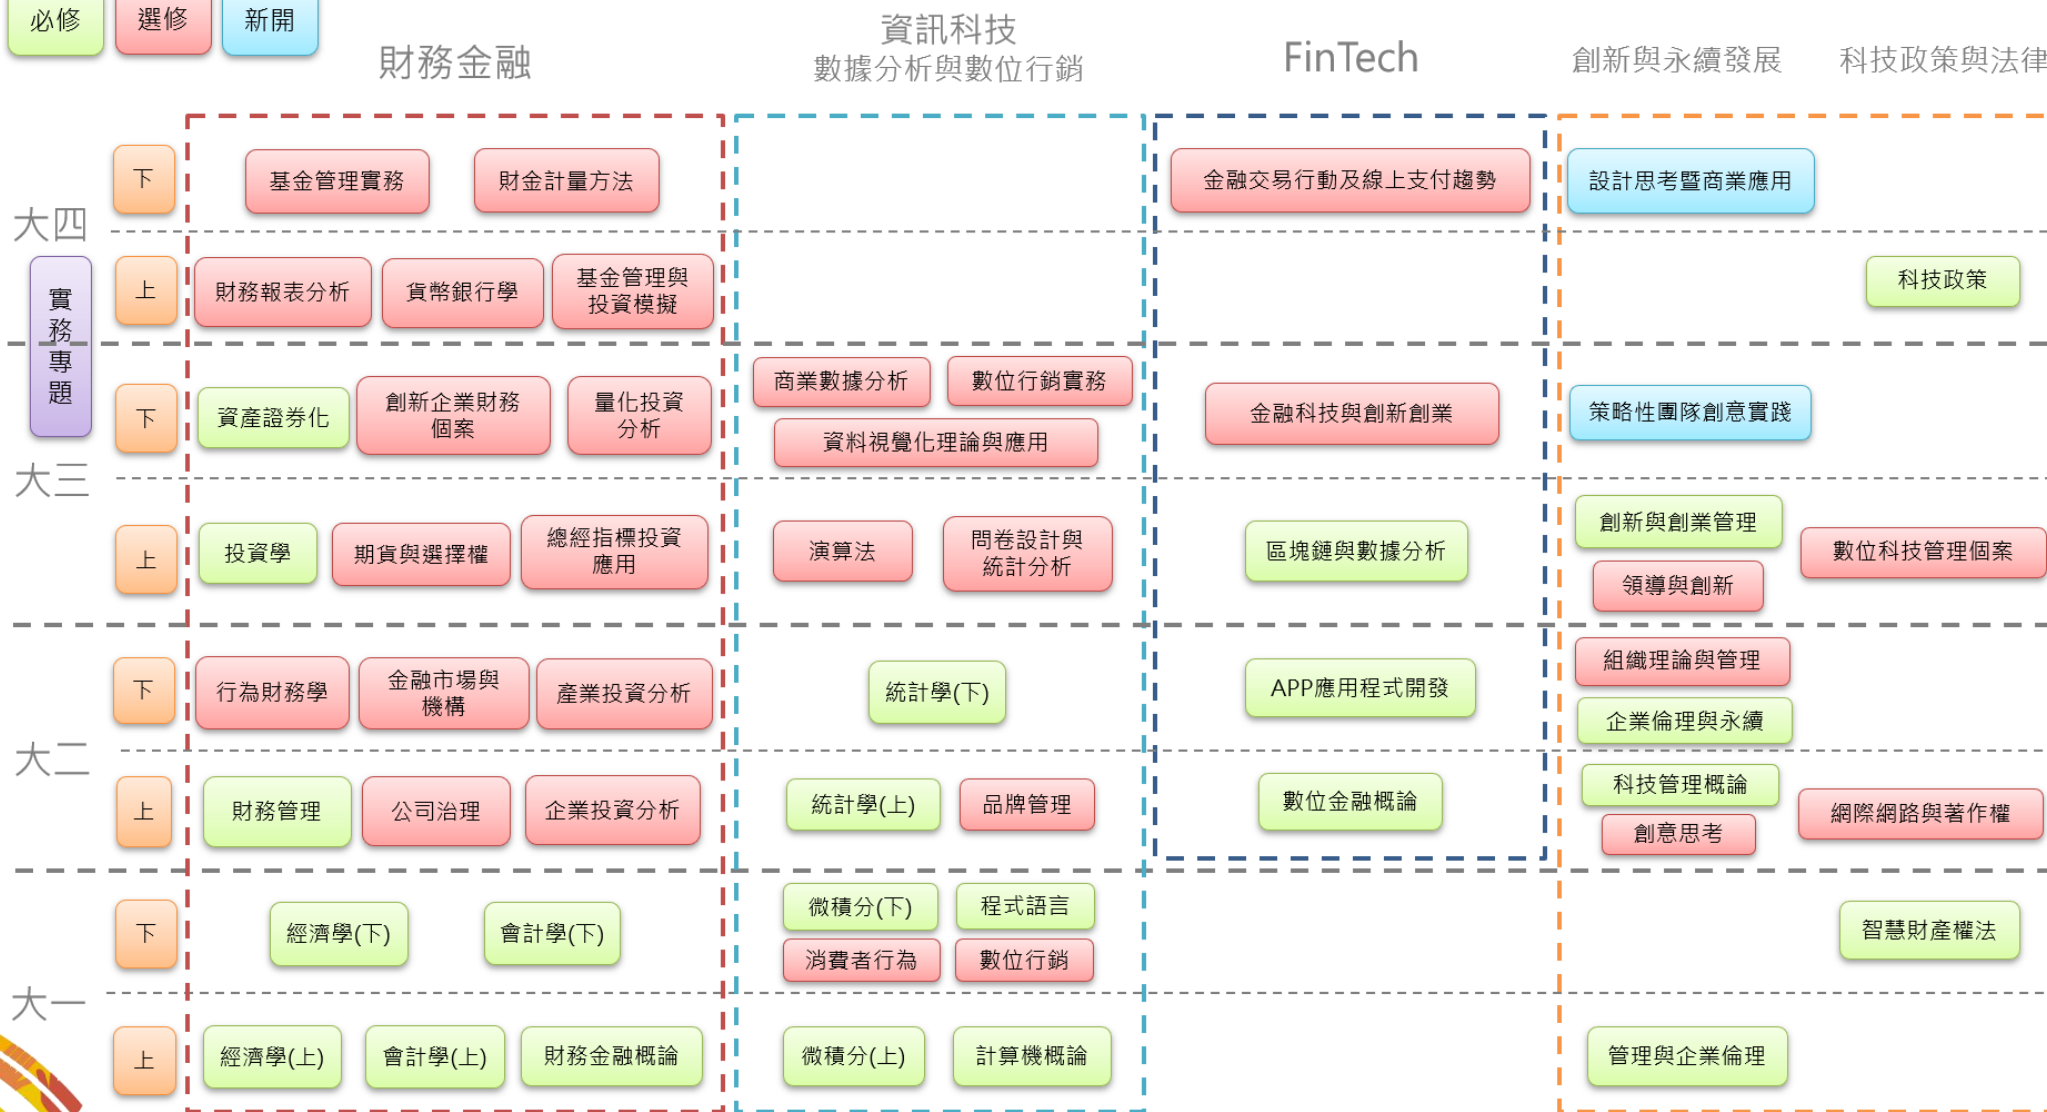 必修
選修
新開
財務金融
資訊科技
數據分析與數位行銷
FinTech
創新與永續發展
科技政策與法律
大四
下
基金管理實務
財金計量方法
金融交易行動及線上支付趨勢
設計思考暨商業應用
上
財務報表分析
貨幣銀行學
基金管理與
投資模擬
科技政策
實
務
專
題
大三
下
資產證券化
創新企業財務
個案
量化投資
分析
商業數據分析
數位行銷實務
資料視覺化理論與應用
金融科技與創新創業
策略性團隊創意實踐
上
投資學
期貨與選擇權
總經指標投資
應用
演算法
問卷設計與
統計分析
區塊鏈與數據分析
創新與創業管理
領導與創新
數位科技管理個案
大二
下
行為財務學
金融市場與
機構
產業投資分析
統計學(下)
APP應用程式開發
組織理論與管理
企業倫理與永續
上
財務管理
公司治理
企業投資分析
統計學(上)
品牌管理
數位金融概論
科技管理概論
創意思考
網際網路與著作權
大一
下
經濟學(下)
會計學(下)
微積分(下)
程式語言
消費者行為
數位行銷
智慧財產權法
上
經濟學(上)
會計學(上)
財務金融概論
微積分(上)
計算機概論
管理與企業倫理